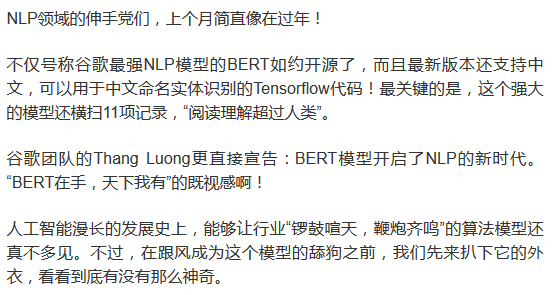 NLP领域的伸手党们，上个月简直像在过年！
不仅号称谷歌最强NLP模型的BERT如约开源了，而且最新版本还支持中
文，可以用于中文命名实体识别的Tensorflow代码！最关键的是，这个强大
的模型还横扫11项记录，“阅读理解超过人类”。
谷歌团队的Thang Luong更直接宣告：BERT模型开启了NLP的新时代。
“BERT在手，天下我有”的既视感啊！
人工智能漫长的发展史上，能够让行业“锣鼓喧天，鞭炮齐鸣”的算法模型还
真不多见。不过，在跟风成为这个模型的舔狗之前，我们先来扒下它的外
衣，看看到底有没有那么神奇。